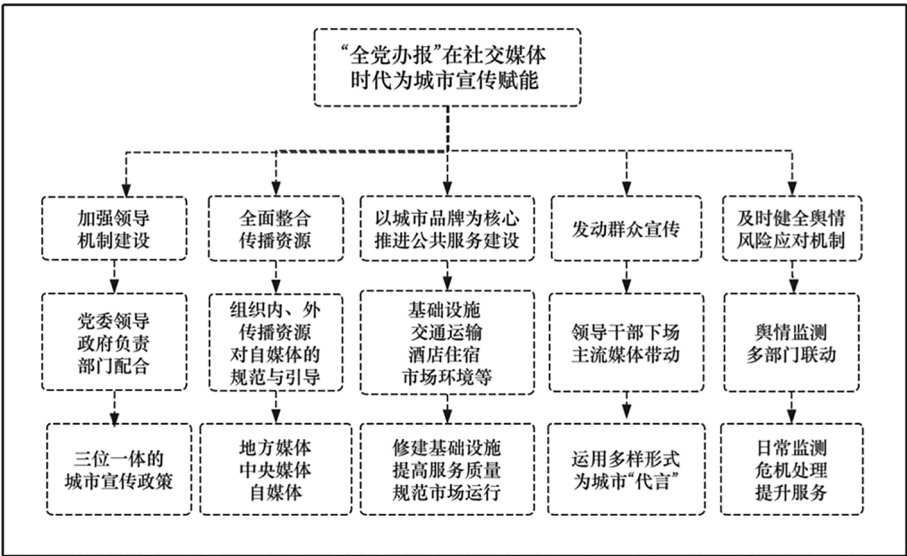 “全党办报”在社交媒体
时代为城市宣传赋能
加强领导
机制建设
全面整合
传播资源
以城市品牌为核心
推进公共服务建设
发动群众宣传
及时健全舆情
风险应对机制
党委领导
政府负责
部门配合
组织内、外
传播资源
对自媒体的
规范与引导
基础设施
交通运输
酒店住宿
市场环境等
领导干部下场
主流媒体带动
舆情监测
多部门联动
三位一体的
城市宣传政策
地方媒体
中央媒体
自媒体
修建基础设施
提高服务质量
规范市场运行
运用多样形式
为城市“代言”
日常监测
危机处理
提升服务